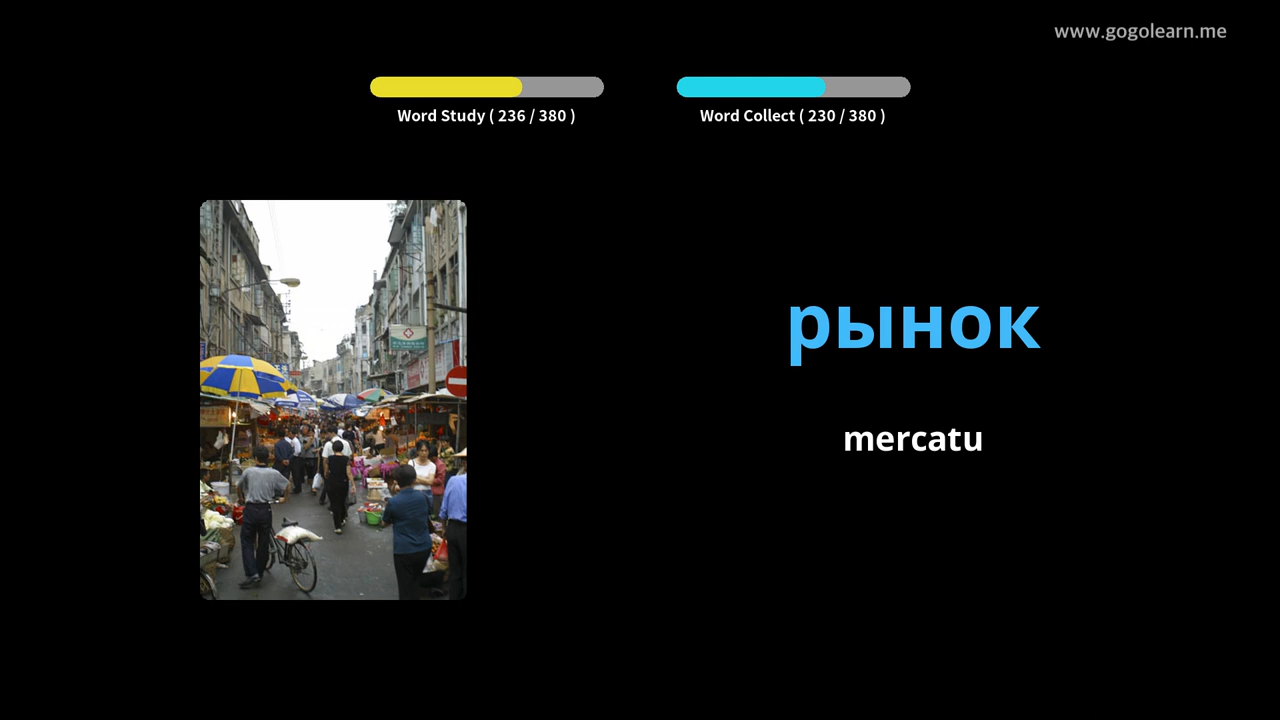 www.gogolearn.me
Word Study ( 236 / 380 )
Word Collect ( 230 / 380 )
рынок
mercatu